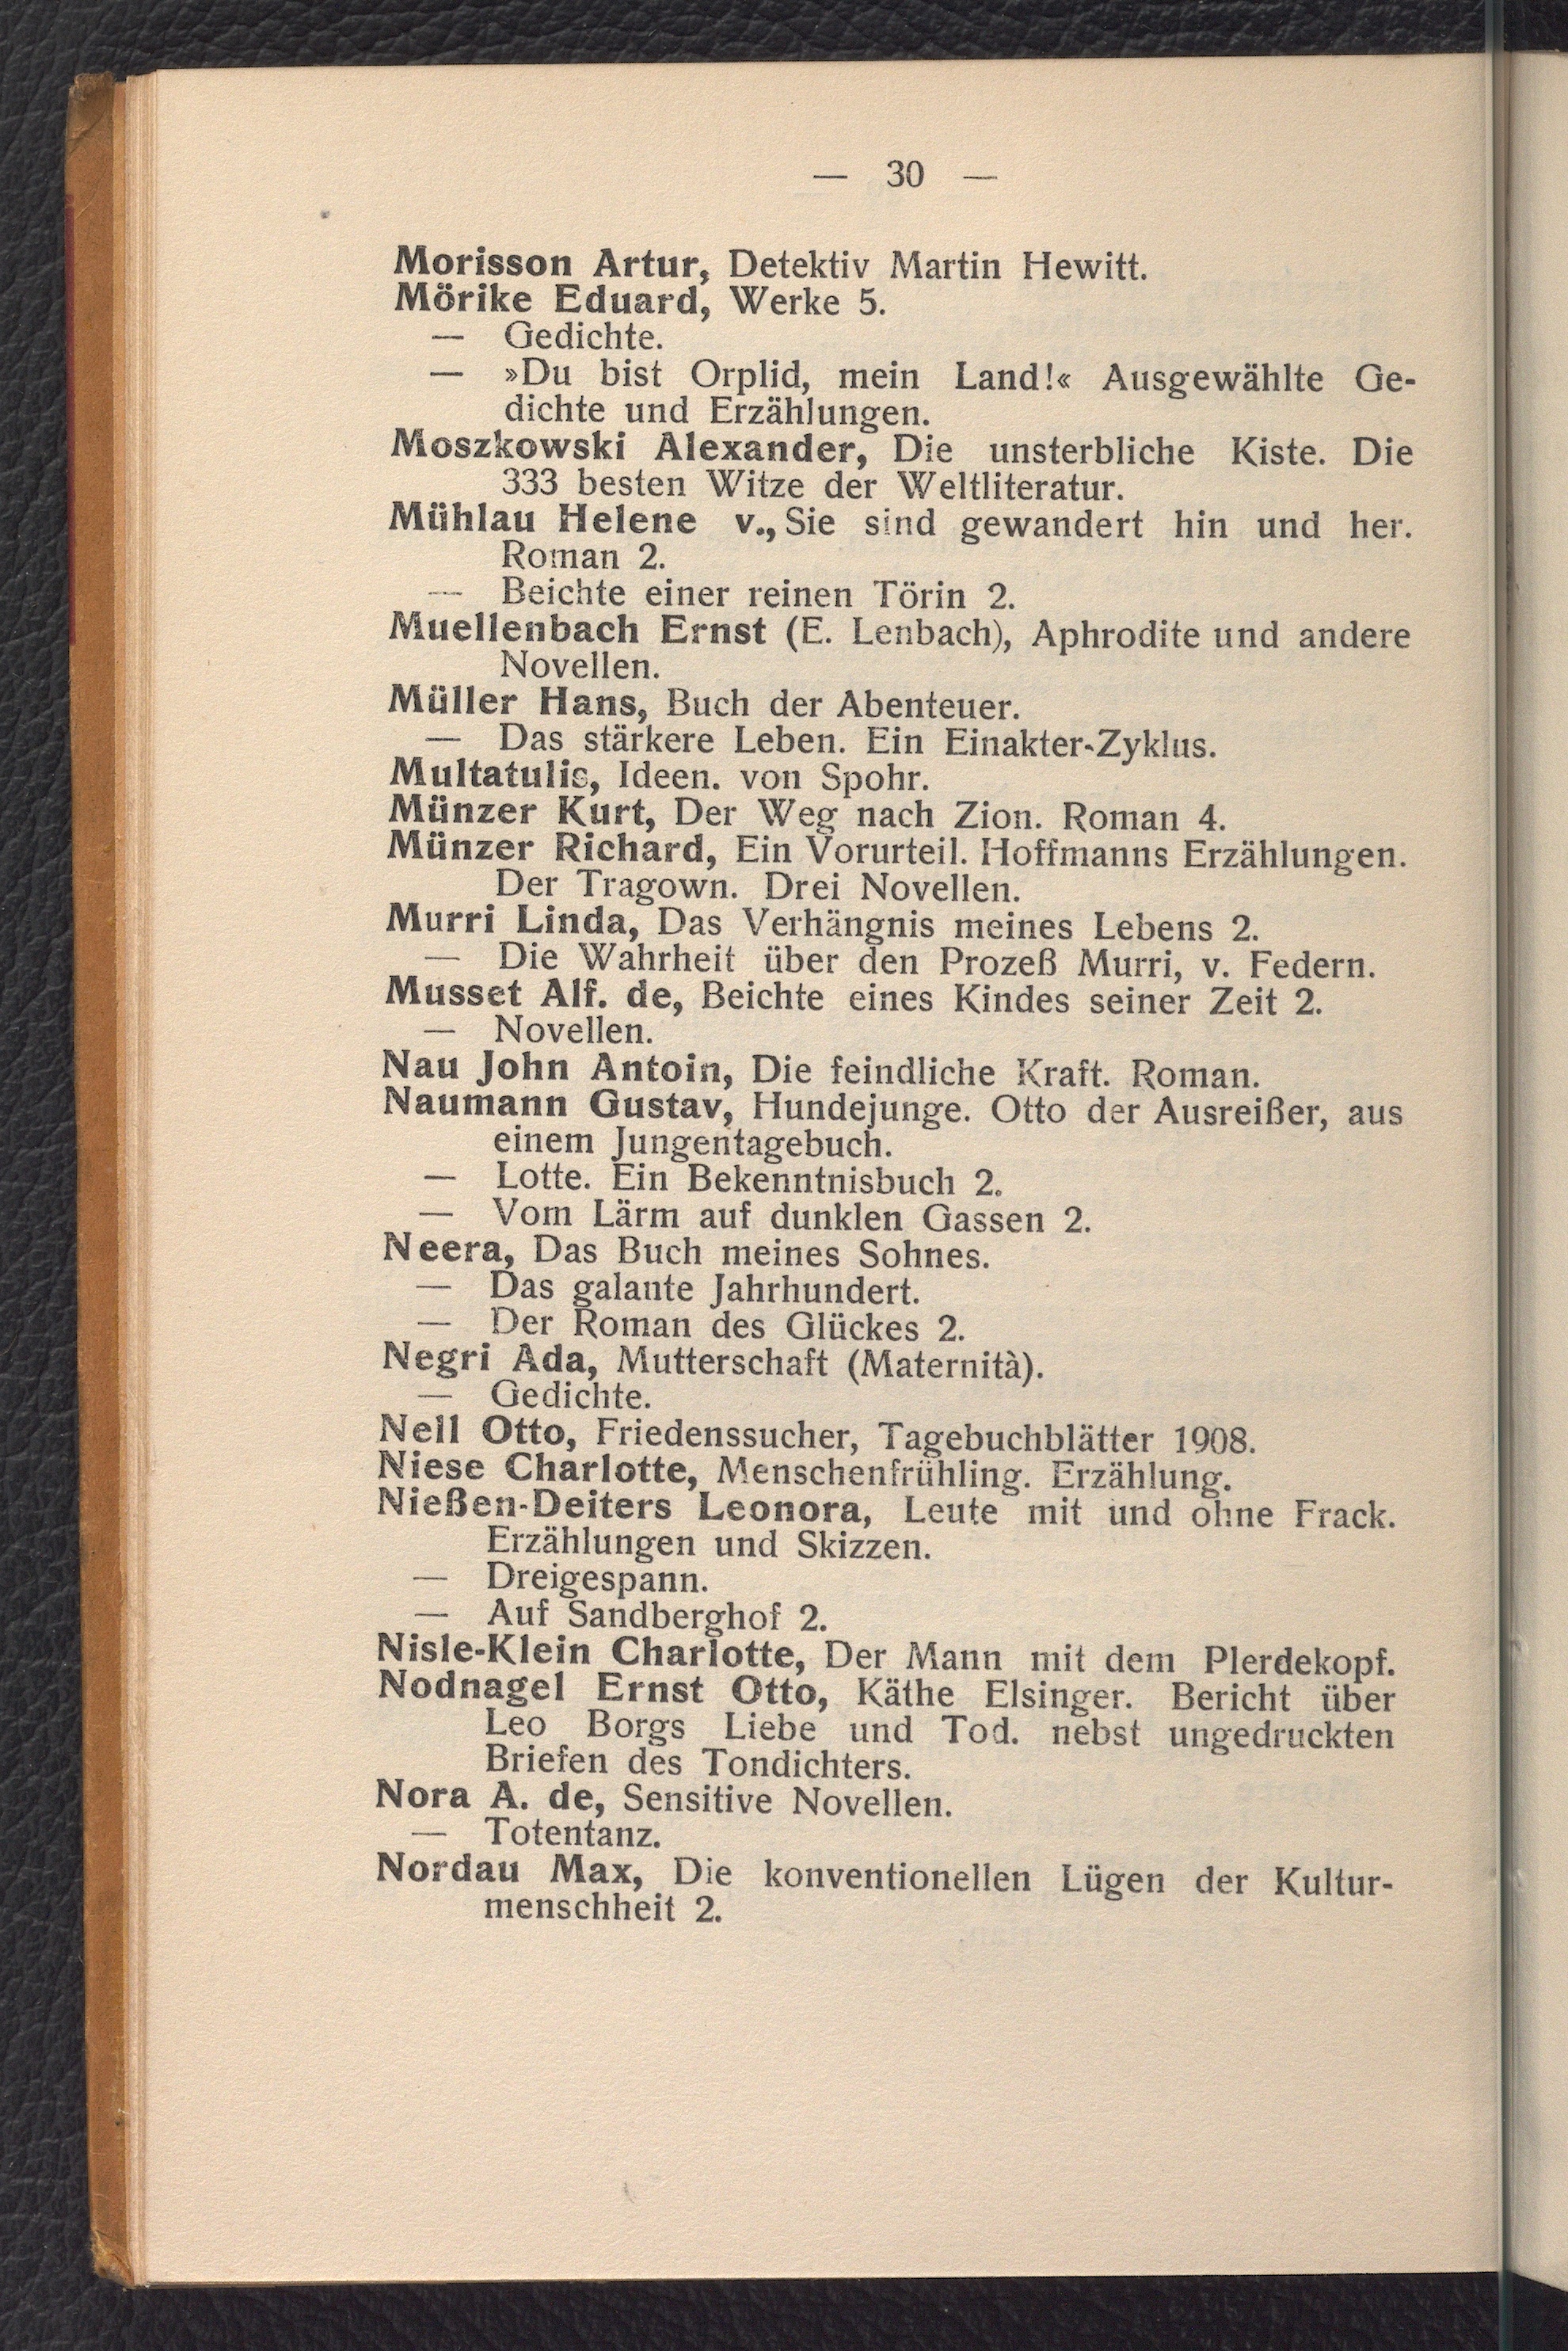 — 30 —
Morisson Artur, Detektiv Martin Hewitt.
Mörike Eduard, Werke 5.
— Gedichte.
— »Du bist Orplid, mein Land!« Ausgewählte Ge-
dichte und Erzählungen.
Moszkowski Alexander, Die unsterbliche Kiste. Die
333 besten Witze der Weltliteratur.
Mühlau Helene v., Sie sind gewandert hin und her.
Roman 2.
— Beichte einer reinen Törin 2.
Muellenbach Ernst (E. Lenbach), Aphrodite und andere
Novellen.
Müller Hans, Buch der Abenteuer.
— Das stärkere Leben. Ein Einakter-Zyklus.
Multatulis, Ideen. von Spohr.
Münzer Kurt, Der Weg nach Zion. Roman 4.
Münzer Richard, Ein Vorurteil. Hoffmanns Erzählungen.
Der Tragown. Drei Novellen.
Murri Linda, Das Verhängnis meines Lebens 2.
— Die Wahrheit über den Prozeß Murri, v. Federn.
Musset Alf. de, Beichte eines Kindes seiner Zeit 2.
— Novellen.
Nau John Antoin, Die feindliche Kraft. Roman.
Naumann Gustav, Hundejunge. Otto der Ausreißer, aus
einem Jungentagebuch.
— Lotte. Ein Bekenntnisbuch 2.
— Vom Lärm auf dunklen Gassen 2.
Neera, Das Buch meines Sohnes.
— Das galante Jahrhundert.
— Der Roman des Glückes 2.
Negri Ada, Mutterschaft (Maternità).
— Gedichte.
Nell Otto, Friedenssucher, Tagebuchblätter 1908.
Niese Charlotte, Menschenfrühling. Erzählung.
Nießen-Deiters Leonora, Leute mit und ohne Frack.
Erzählungen und Skizzen.
— Dreigespann.
— Auf Sandberghof 2.
Nisle-Klein Charlotte, Der Mann mit dem Plerdekopf.
Nodnagel Ernst Otto, Käthe Elsinger. Bericht über
Leo Borgs Liebe und Tod. nebst ungedruckten
Briefen des Tondichters.
Nora A. de, Sensitive Novellen.
— Totentanz.
Nordau Max, Die konventionellen Lügen der Kultur-
menschheit 2.